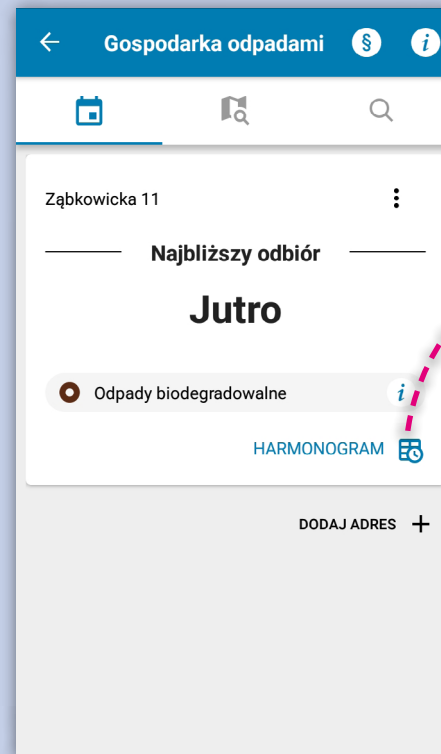 Gospodarka odpadami § i
Ząbkowicka 11
Najbliższy odbiór
Jutro
Odpady biodegradowalne i
HARMONOGRAM
DODAJ ADRES +